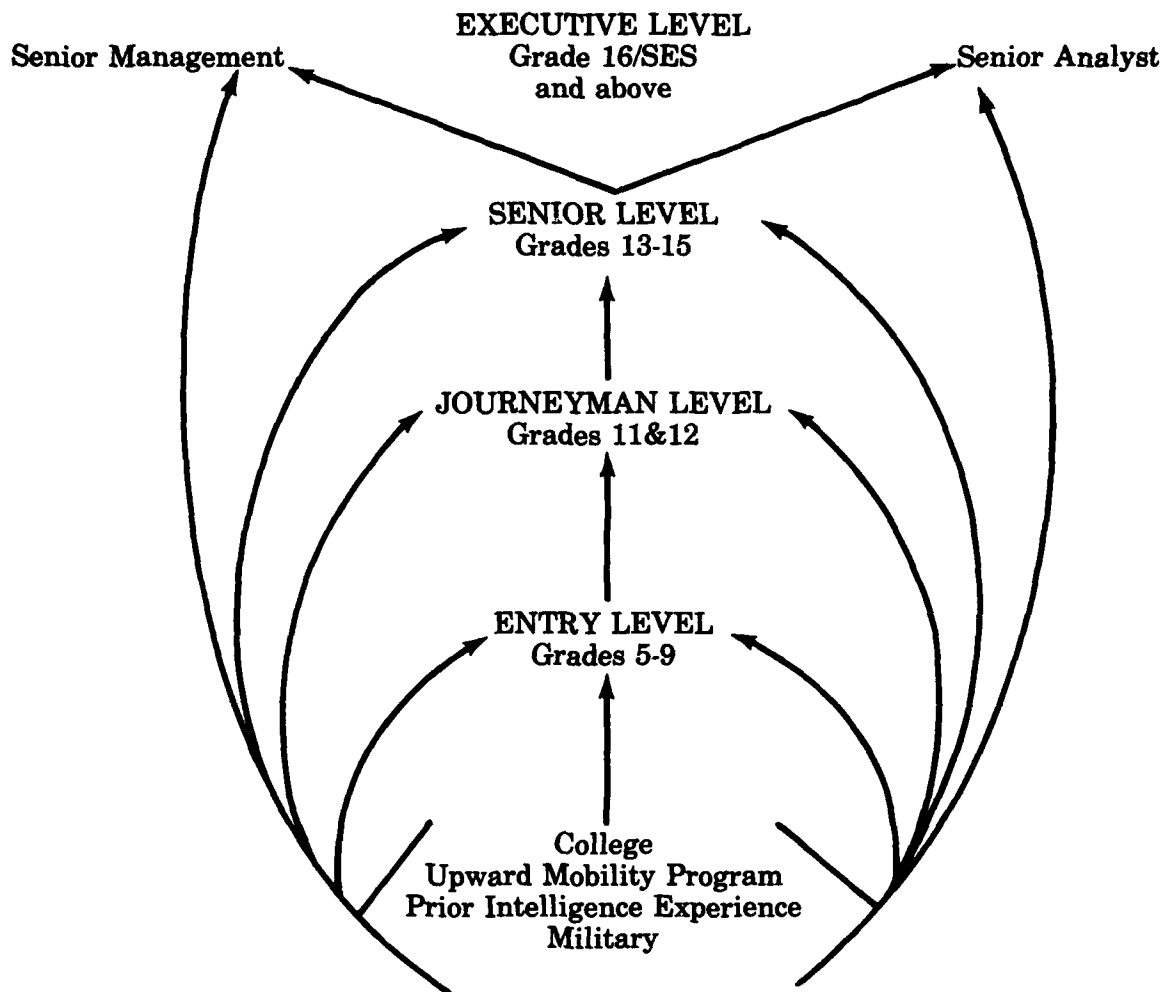 EXECUTIVE LEVEL
Senior Management
Grade 16/SES
Senior Analyst
and above
SENIOR LEVEL
Grades 13-15
JOURNEYMAN LEVEL
Grades 11&12
ENTRY LEVEL
Grades 5-9
College
Upward Mobility Program
Prior Intelligence Experience
Military